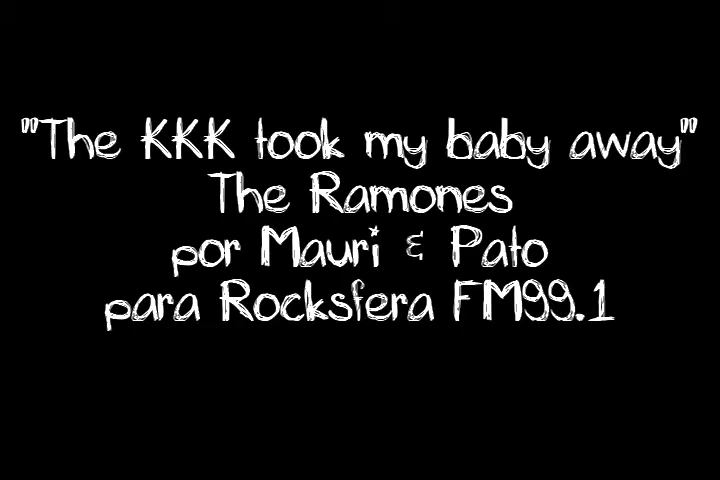 "The KKK took my baby away"
The Ramones
por Mauri & Pato
para Rocksfera FM99.1